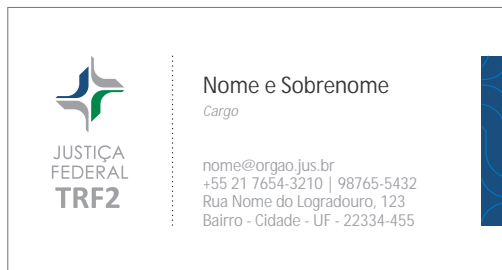 JUSTIÇA
FEDERAL
TRF2
Nome e Sobrenome
Cargo
nome@orgao.jus.br
+55 21 7654-3210 | 98765-5432
Rua Nome do Logradouro, 123
Bairro - Cidade - UF - 22334-455